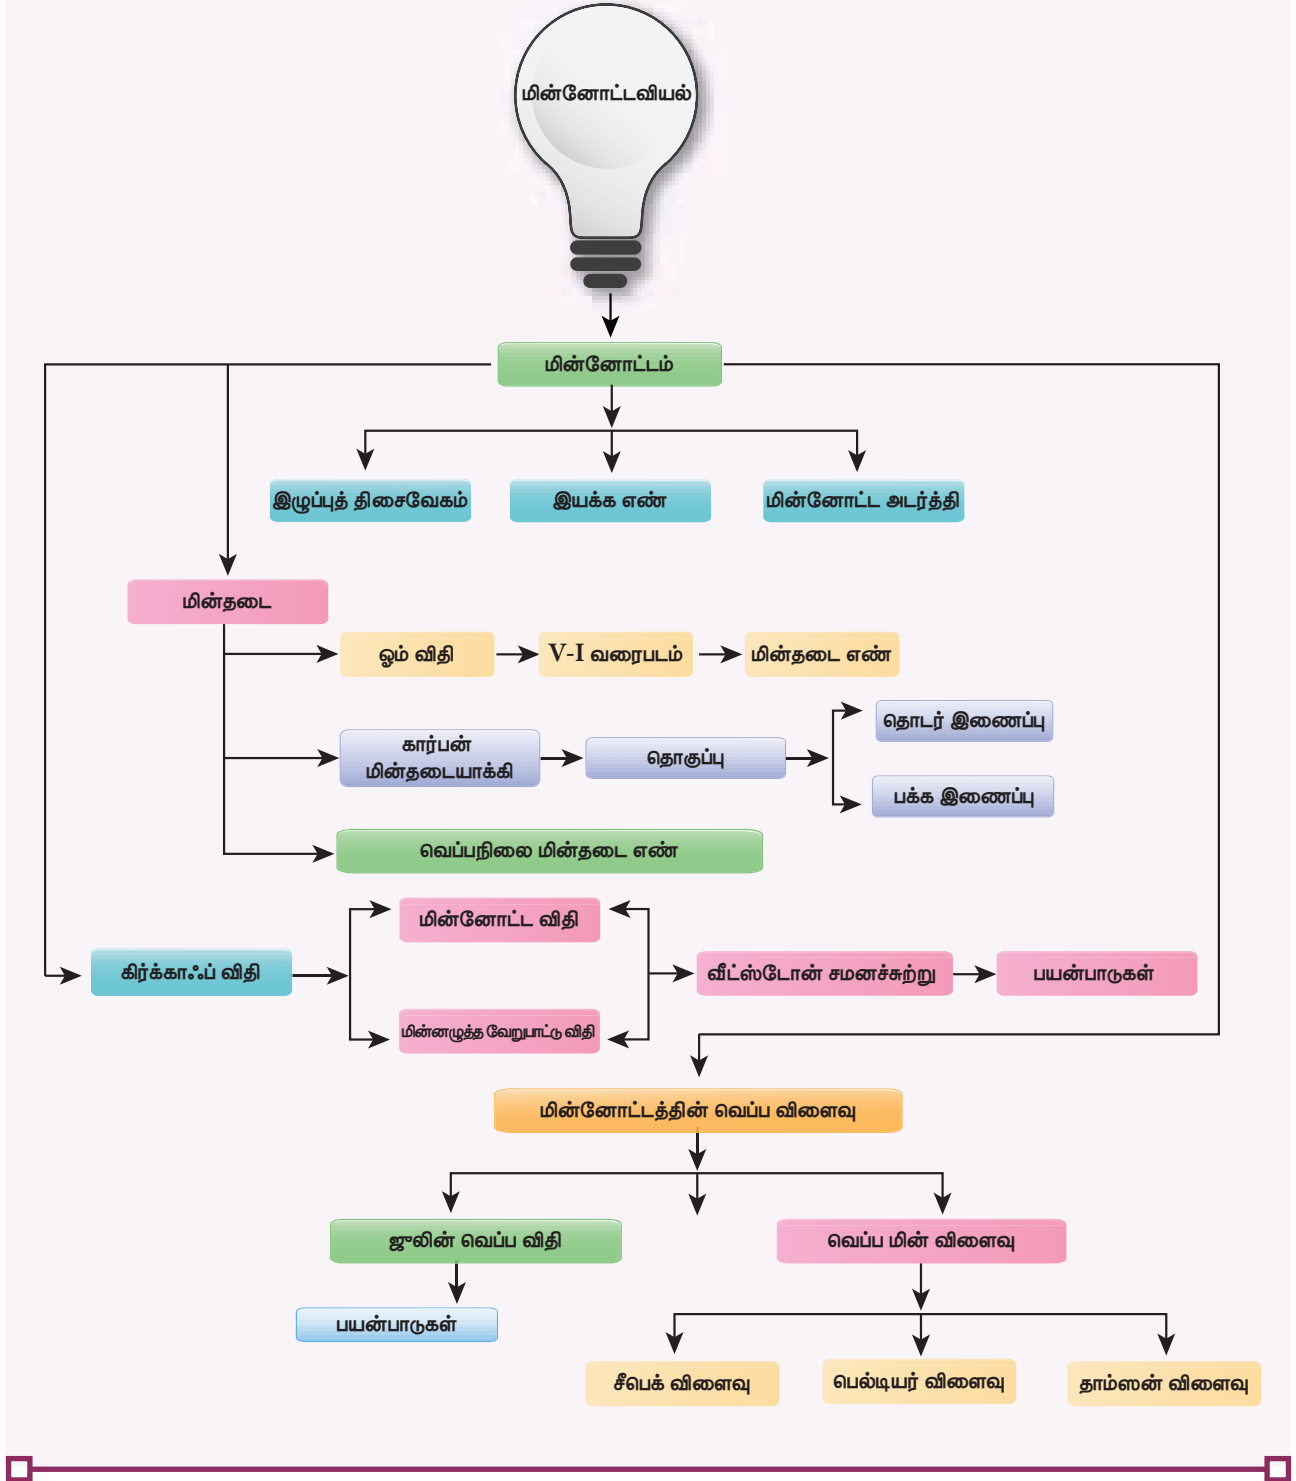 மின்னோட்டவியல்
மின்னோட்டம்
இழுப்புத் திசைவேகம்
இயக்க எண்
மின்னோட்ட அடர்த்தி
மின்தடை
ஓம் விதி
V-I வரைபடம்
மின்தடை எண்
கார்பன்
மின்தடையாக்கி
தொகுப்பு
தொடர் இணைப்பு
பக்க இணைப்பு
வெப்பநிலை மின்தடை எண்
கிர்க்காஃப் விதி
மின்னோட்ட விதி
மின்னழுத்த வேறுபாட்டு விதி
வீட்ஸ்டோன் சமனச்சுற்று
பயன்பாடுகள்
மின்னோட்டத்தின் வெப்ப விளைவு
ஜுலின் வெப்ப விதி
வெப்ப மின் விளைவு
பயன்பாடுகள்
சீபெக் விளைவு
பெல்டியர் விளைவு
தாம்ஸன் விளைவு